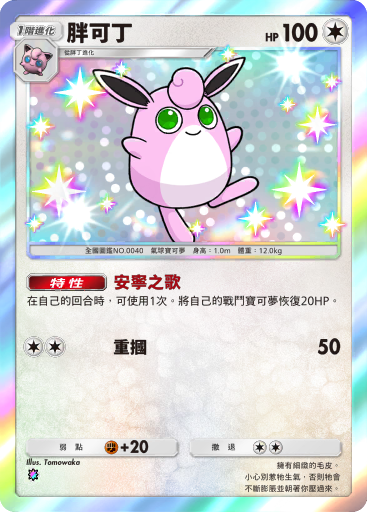 1階進化
胖可丁
HP 100
從胖丁進化
全國圖鑑NO.0040 氣球寶可夢 身高：1.0m 體重：12.0kg
特性 安寧之歌
在自己的回合時，可使用1次。將自己的戰鬥寶可夢恢復20HP。
重摑 50
弱點 +20
撤退
Illus. Tomowaka
擁有細緻的毛皮。
小心別惹牠生氣，否則牠會
不斷膨脹並朝著你壓過來。